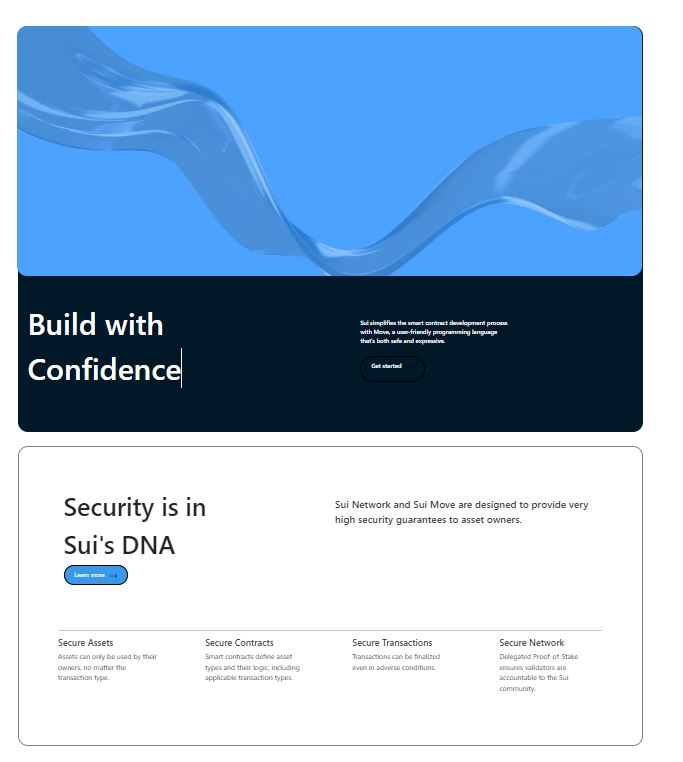 Build with
Confidence
Sui simplifies the smart contract development process
with Move, a user-friendly programming language
that's both safe and expressive.
Get started
Security is in
Sui's DNA
Learn more
Sui Network and Sui Move are designed to provide very
high security guarantees to asset owners.
Secure Assets
Assets can only be used by their
owners, no matter the
transaction type.
Secure Contracts
Smart contracts define asset
types and their logic, including
applicable transaction types.
Secure Transactions
Transactions can be finalized
even in adverse conditions.
Secure Network
Delegated Proof-of-Stake
ensures validators are
accountable to the Sui
community.